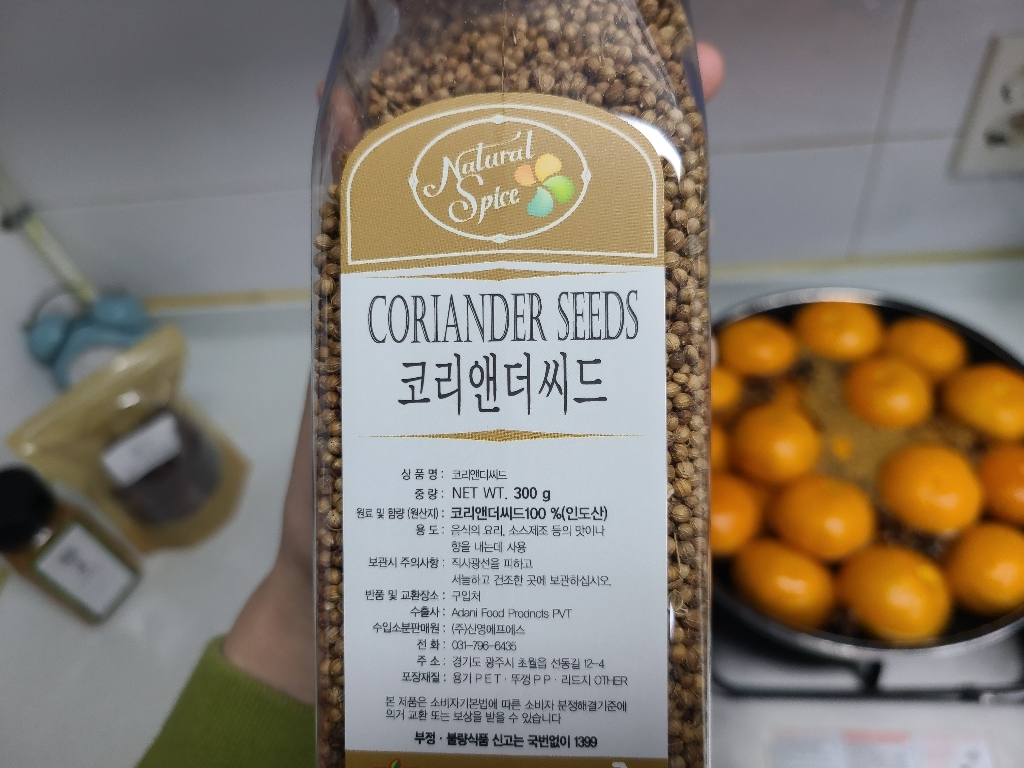 Natural
Spice
CORIANDER SEEDS
코리앤더씨드
상 품 명 : 코리앤더씨드
중 량 : NET WT. 300 g
원료 및 함량 (원산지) : 코리앤더씨드100 %(인도산)
용 도 : 음식의 요리, 소스제조 등의 맛이나
향을 내는데 사용
보관시 주의사항 : 직사광선을 피하고
서늘하고 건조한 곳에 보관하십시오.
반품 및 교환장소 : 구입처
수출사 : Adani Food Prodncts PVT
수입소분판매원 : (주)신영에프에스
전 화 : 031-796-6435
주 소 : 경기도 광주시 초월읍 선동길 12-4
포장재질 : 용기 P E T · 뚜껑 P P · 리드지 OTHER
본 제품은 소비자기본법에 따른 소비자 분쟁해결기준에
의거 교환 또는 보상을 받을 수 있습니다
부정 · 불량식품 신고는 국번없이 1399